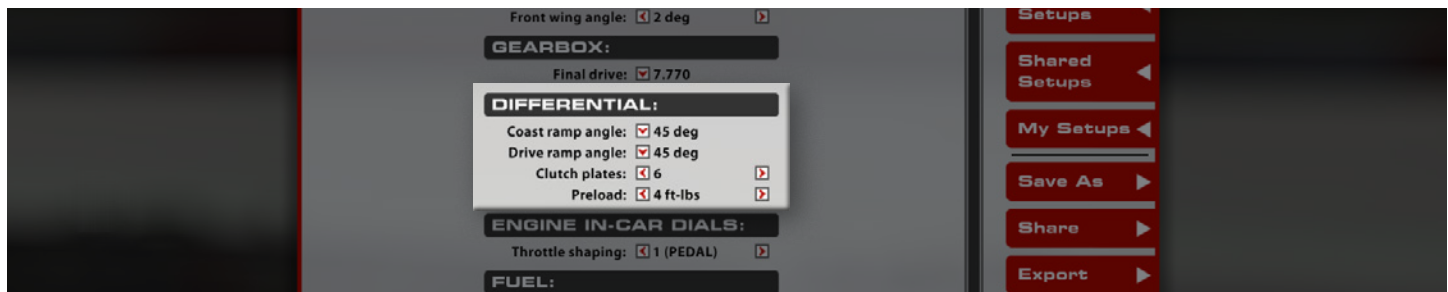 Front wing angle: 2 deg
GEARBOX:
Final drive: 7.770
DIFFERENTIAL:
Coast ramp angle: 45 deg
Drive ramp angle: 45 deg
Clutch plates: 6
Preload: 4 ft-lbs
ENGINE IN-CAR DIALS:
Throttle shaping: 1 (PEDAL)
FUEL:
Setups
Shared
Setups
My Setups
Save As
Share
Export